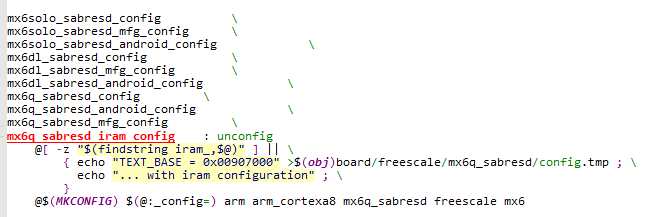 mx6solo_sabresd_config \
mx6solo_sabresd_mfg_config \
mx6solo_sabresd_android_config \
mx6dl_sabresd_config \
mx6dl_sabresd_mfg_config \
mx6dl_sabresd_android_config \
mx6q_sabresd_config \
mx6q_sabresd_android_config \
mx6q_sabresd_mfg_config \
mx6q_sabresd_iram_config : unconfig
@[ -z "$(findstring iram_,$@)" ] || \
{ echo "TEXT_BASE = 0x00907000" >$(obj)board/freescale/mx6q_sabresd/config.tmp ; \
echo "... with iram configuration" ; \
}
@$(MKCONFIG) $(@:_config=) arm arm_cortexa8 mx6q_sabresd freescale mx6